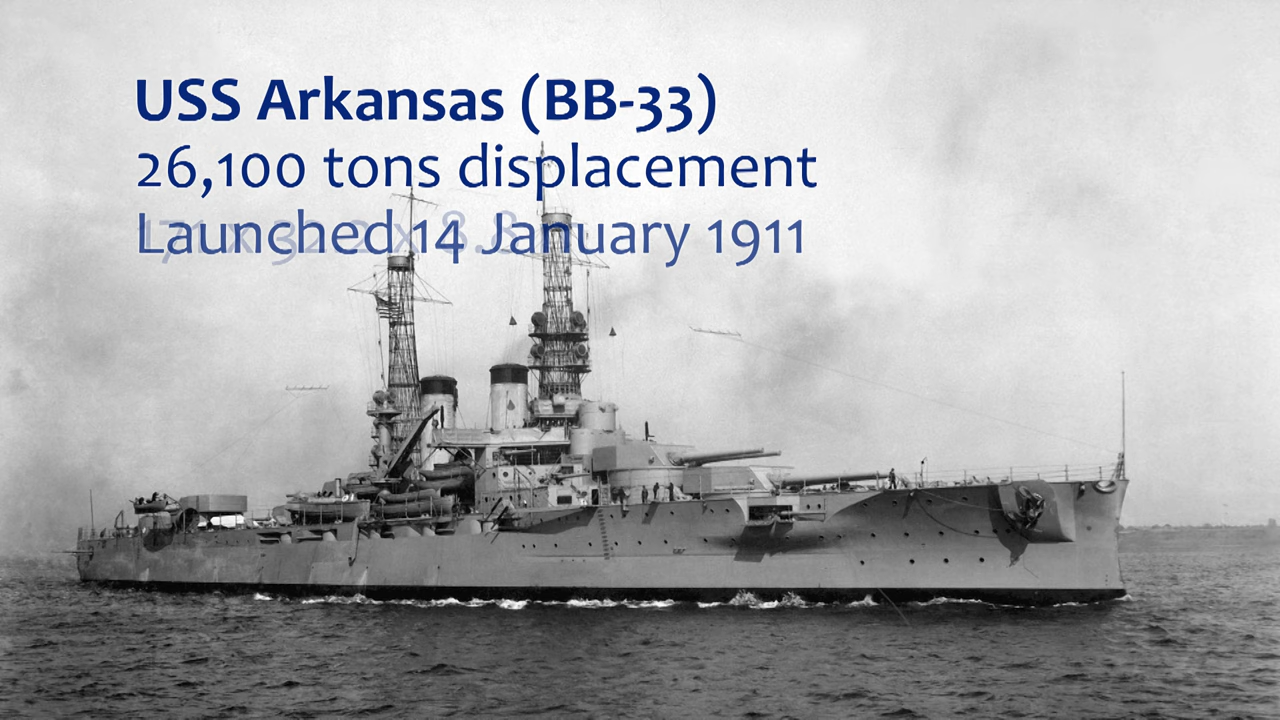 USS Arkansas (BB-33)
26,100 tons displacement
Launched 14 January 1911